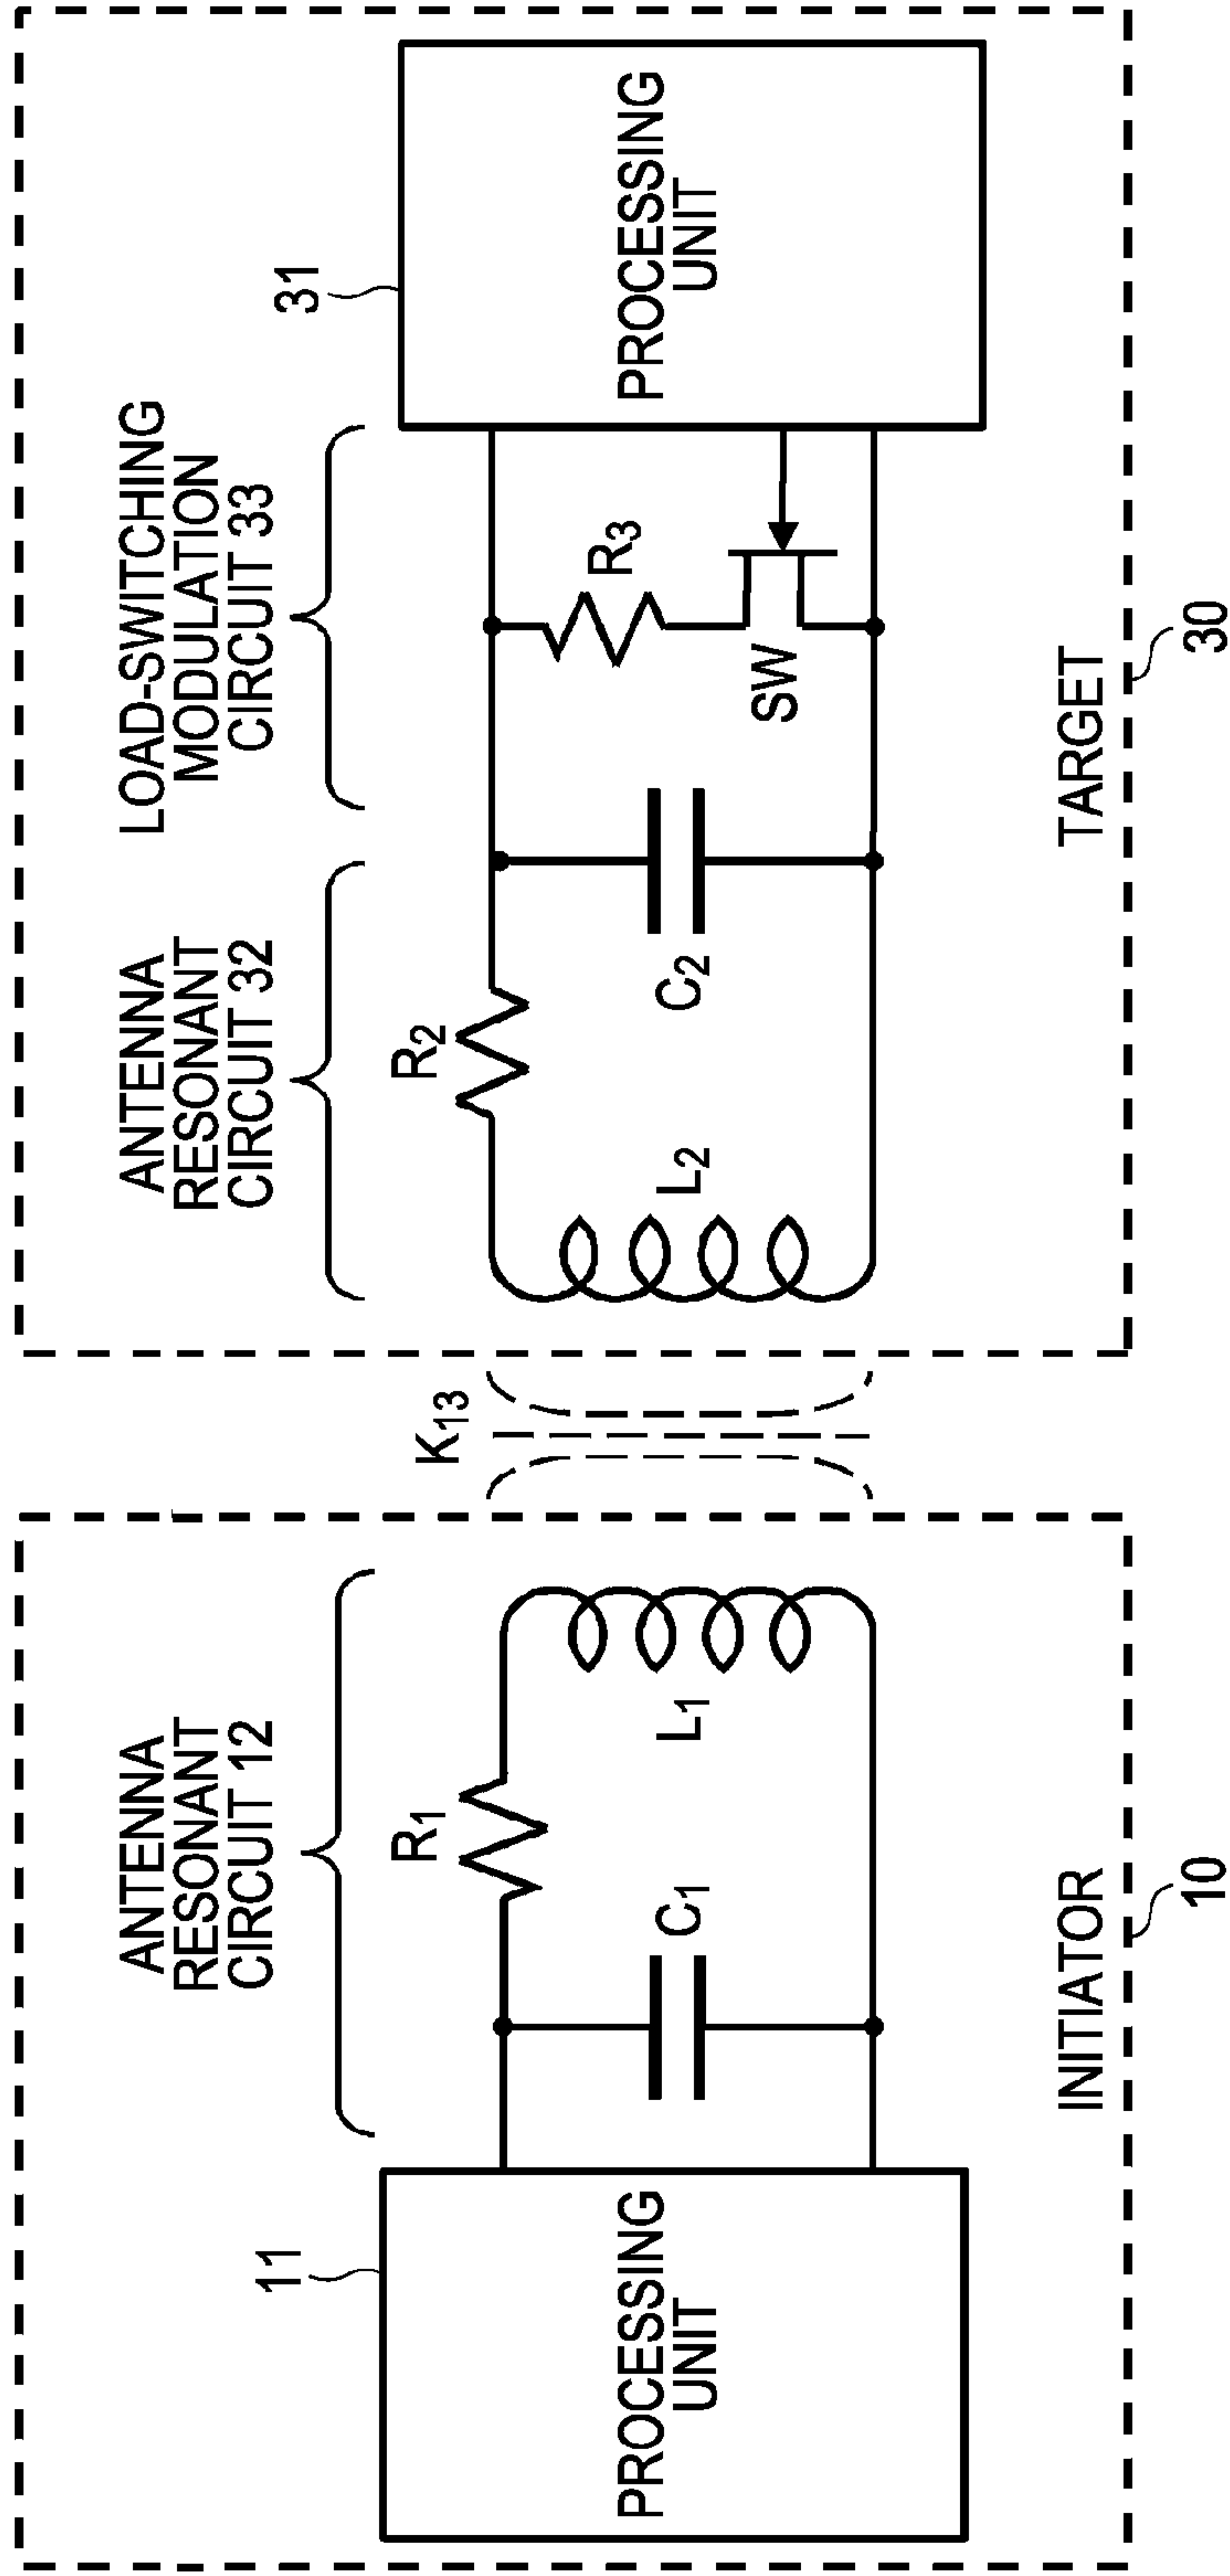 ANTENNA
RESONANT
CIRCUIT 12
11
PROCESSING
UNIT
C1
R1
L1
INITIATOR
10
K13
ANTENNA
RESONANT
CIRCUIT 32
LOAD-SWITCHING
MODULATION
CIRCUIT 33
31
R2
L2
C2
R3
SW
PROCESSING
UNIT
TARGET
30